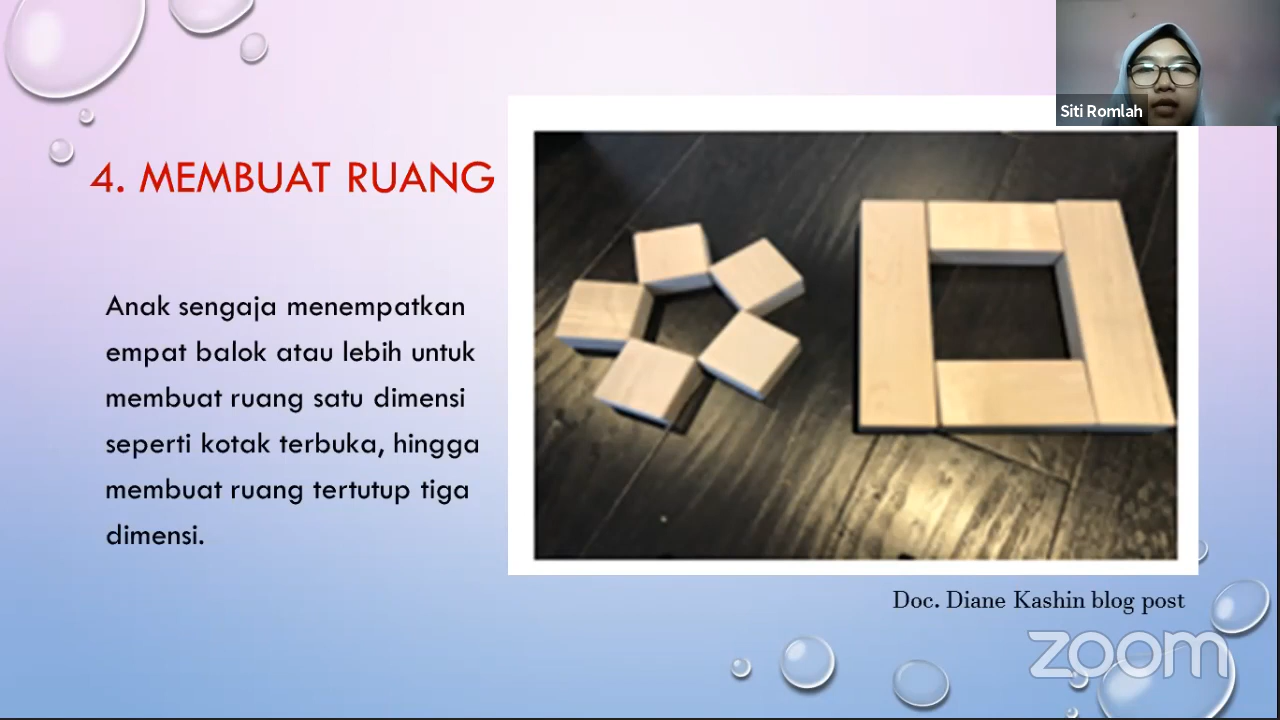 Siti Romlah
4. MEMBUAT RUANG
Anak sengaja menempatkan
empat balok atau lebih untuk
membuat ruang satu dimensi
seperti kotak terbuka, hingga
membuat ruang tertutup tiga
dimensi.
Doc. Diane Kashin blog post
zoom